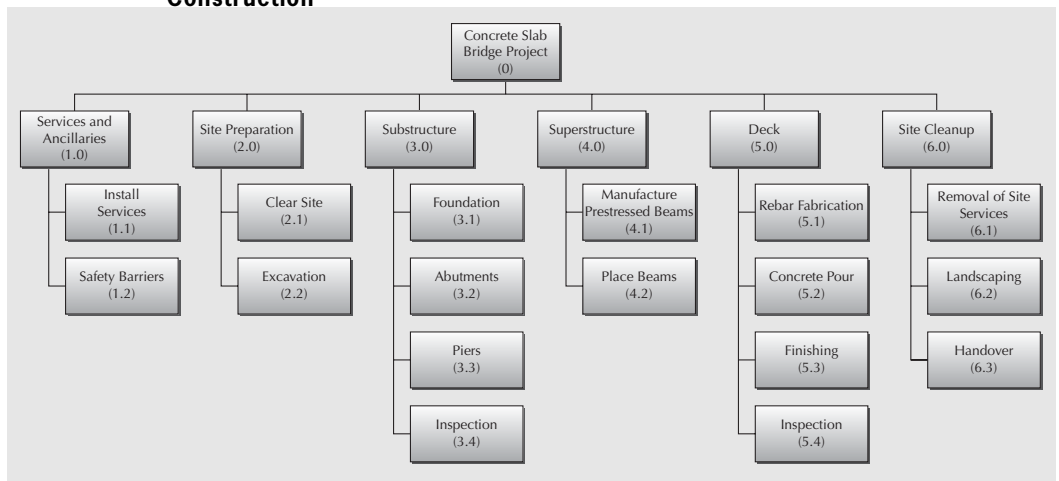 Construction
Concrete Slab
Bridge Project
(0)
Services and
Ancillaries
(1.0)
Site Preparation
(2.0)
Substructure
(3.0)
Superstructure
(4.0)
Deck
(5.0)
Site Cleanup
(6.0)
Install
Services
(1.1)
Safety Barriers
(1.2)
Clear Site
(2.1)
Excavation
(2.2)
Foundation
(3.1)
Abutments
(3.2)
Piers
(3.3)
Inspection
(3.4)
Manufacture
Prestressed Beams
(4.1)
Place Beams
(4.2)
Rebar Fabrication
(5.1)
Concrete Pour
(5.2)
Finishing
(5.3)
Inspection
(5.4)
Removal of Site
Services
(6.1)
Landscaping
(6.2)
Handover
(6.3)